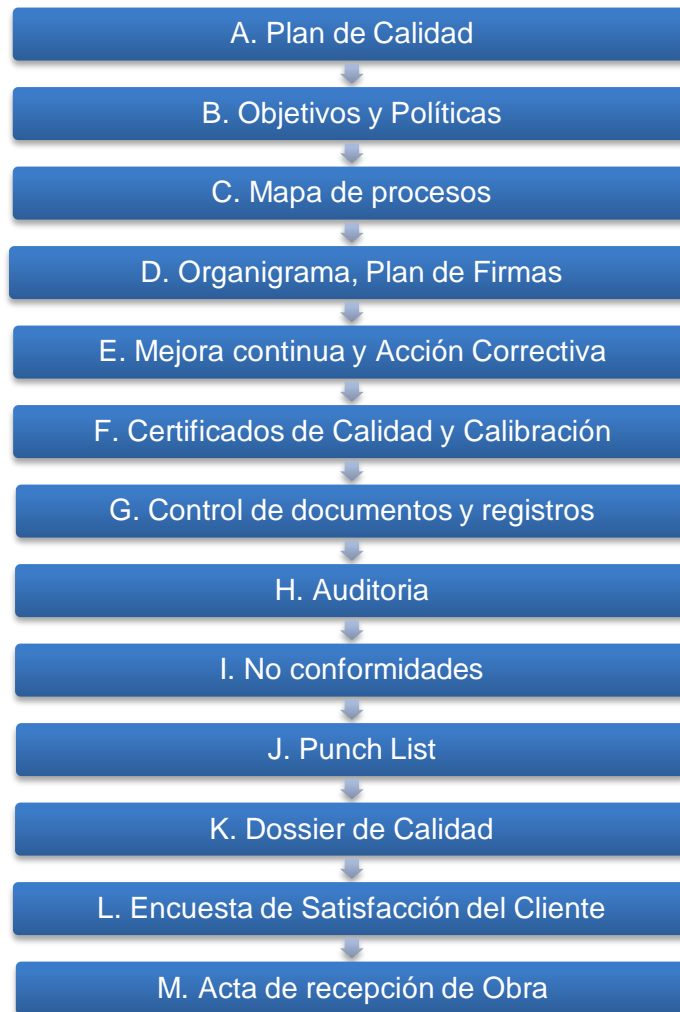 A. Plan de Calidad
B. Objetivos y Políticas
C. Mapa de procesos
D. Organigrama, Plan de Firmas
E. Mejora continua y Acción Correctiva
F. Certificados de Calidad y Calibración
G. Control de documentos y registros
H. Auditoria
I. No conformidades
J. Punch List
K. Dossier de Calidad
L. Encuesta de Satisfacción del Cliente
M. Acta de recepción de Obra